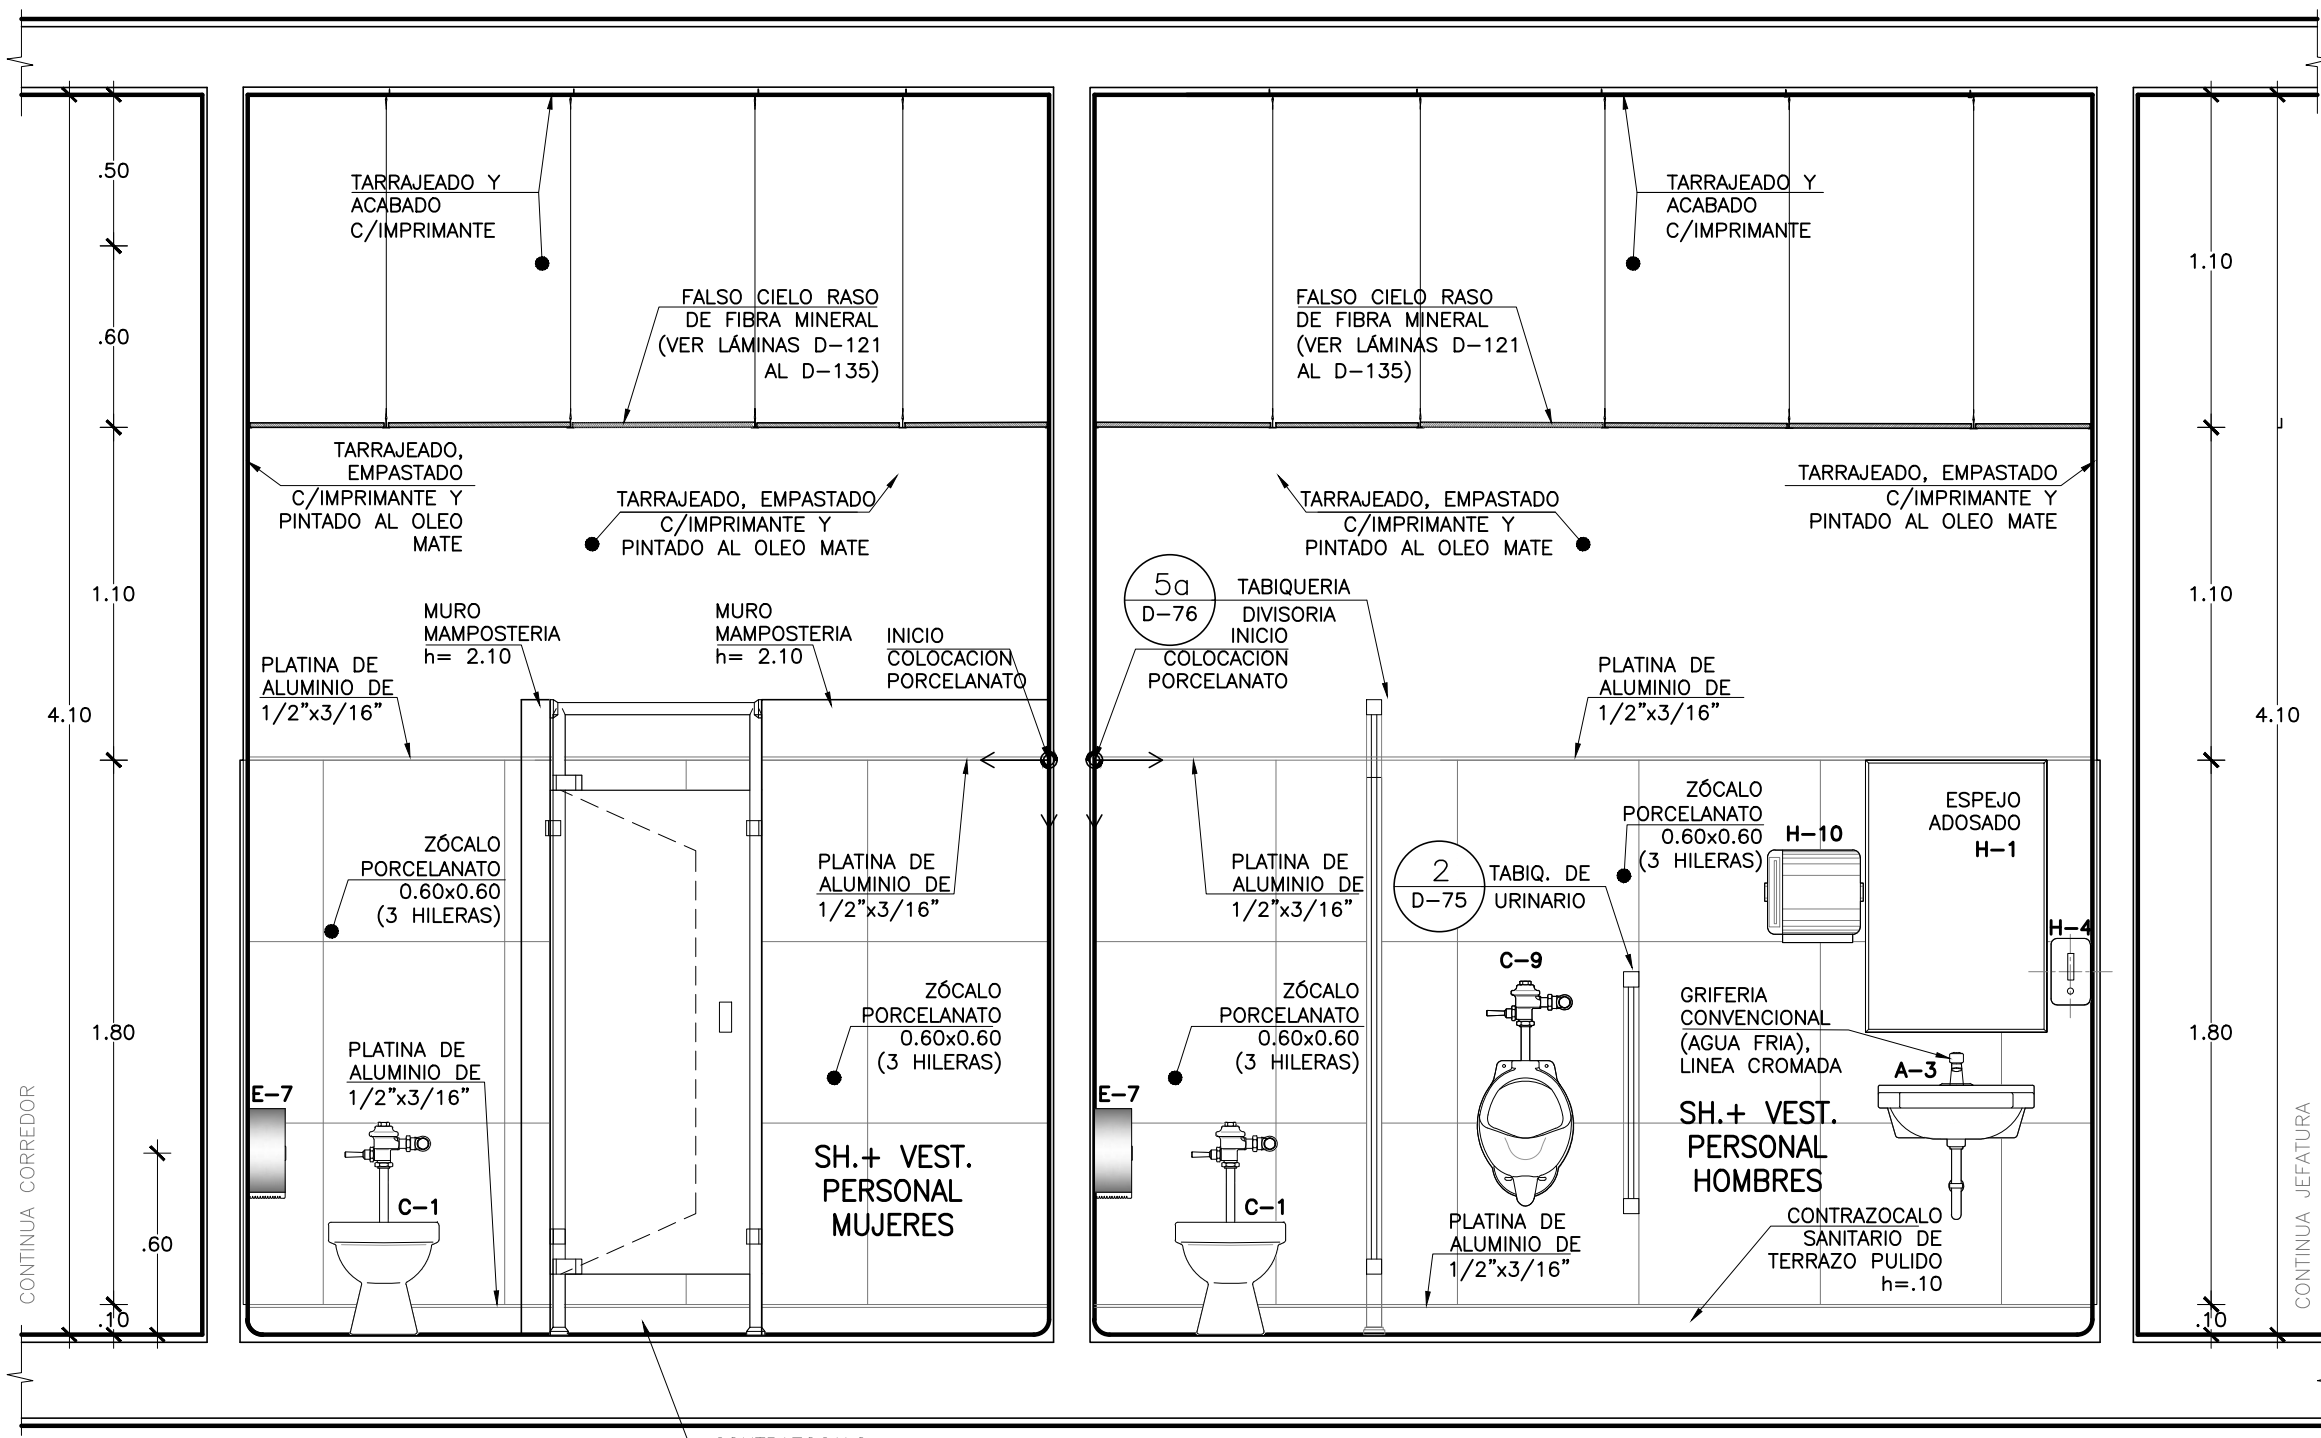 .50
.60
1.10
4.10
1.80
.60
.10
CONTINUA CORREDOR
TARRAJEADO Y
ACABADO
C/IMPRIMANTE
FALSO CIELO RASO
DE FIBRA MINERAL
(VER LÁMINAS D-121
AL D-135)
TARRAJEADO,
EMPASTADO
C/IMPRIMANTE Y
PINTADO AL OLEO
MATE
TARRAJEADO, EMPASTADO
C/IMPRIMANTE Y
PINTADO AL OLEO MATE
MURO
MAMPOSTERIA
h= 2.10
MURO
MAMPOSTERIA
h= 2.10
INICIO
COLOCACION
PORCELANATO
PLATINA DE
ALUMINIO DE
1/2"x3/16"
ZÓCALO
PORCELANATO
0.60x0.60
(3 HILERAS)
PLATINA DE
ALUMINIO DE
1/2"x3/16"
ZÓCALO
PORCELANATO
0.60x0.60
(3 HILERAS)
PLATINA DE
ALUMINIO DE
1/2"x3/16"
E-7
C-1
SH.+ VEST.
PERSONAL
MUJERES
TARRAJEADO Y
ACABADO
C/IMPRIMANTE
FALSO CIELO RASO
DE FIBRA MINERAL
(VER LÁMINAS D-121
AL D-135)
TARRAJEADO, EMPASTADO
C/IMPRIMANTE Y
PINTADO AL OLEO MATE
TARRAJEADO, EMPASTADO
C/IMPRIMANTE Y
PINTADO AL OLEO MATE
5a
D-76
TABIQUERIA
DIVISORIA
INICIO
COLOCACION
PORCELANATO
PLATINA DE
ALUMINIO DE
1/2"x3/16"
ZÓCALO
PORCELANATO
0.60x0.60
(3 HILERAS)
H-10
ESPEJO
ADOSADO
H-1
PLATINA DE
ALUMINIO DE
1/2"x3/16"
2
D-75
TABIQ. DE
URINARIO
H-4
C-9
ZÓCALO
PORCELANATO
0.60x0.60
(3 HILERAS)
GRIFERIA
CONVENCIONAL
(AGUA FRIA),
LINEA CROMADA
A-3
E-7
C-1
SH.+ VEST.
PERSONAL
HOMBRES
PLATINA DE
ALUMINIO DE
1/2"x3/16"
CONTRAZOCALO
SANITARIO DE
TERRAZO PULIDO
h=.10
1.10
1.10
4.10
1.80
.10
CONTINUA JEFATURA